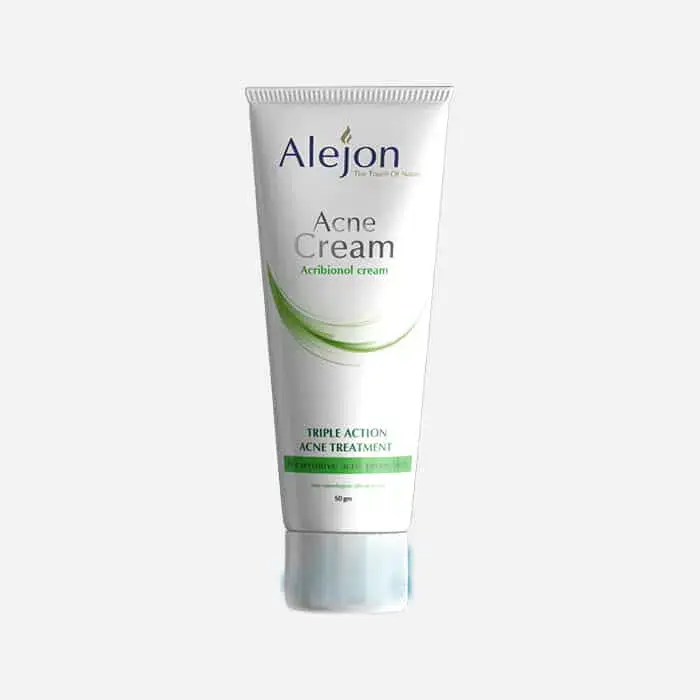 Alejon
The Touch Of Nature
Acne
Cream
Acribionol cream
TRIPLE ACTION
ACNE TREATMENT
50 gm